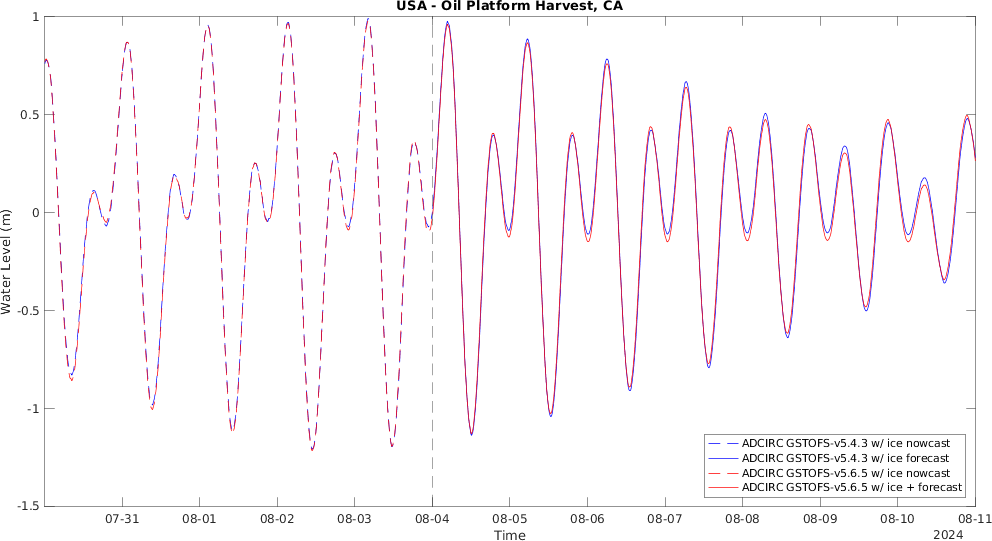 USA - Oil Platform Harvest, CA
1
0.5
0
-0.5
-1
-1.5
Water Level (m)
ADCIRC GSTOFS-v5.4.3 w/ ice nowcast
ADCIRC GSTOFS-v5.4.3 w/ ice forecast
ADCIRC GSTOFS-v5.6.5 w/ ice nowcast
ADCIRC GSTOFS-v5.6.5 w/ ice + forecast
07-31 08-01 08-02 08-03 08-04 08-05 08-06 08-07 08-08 08-09 08-10 08-11
Time
2024